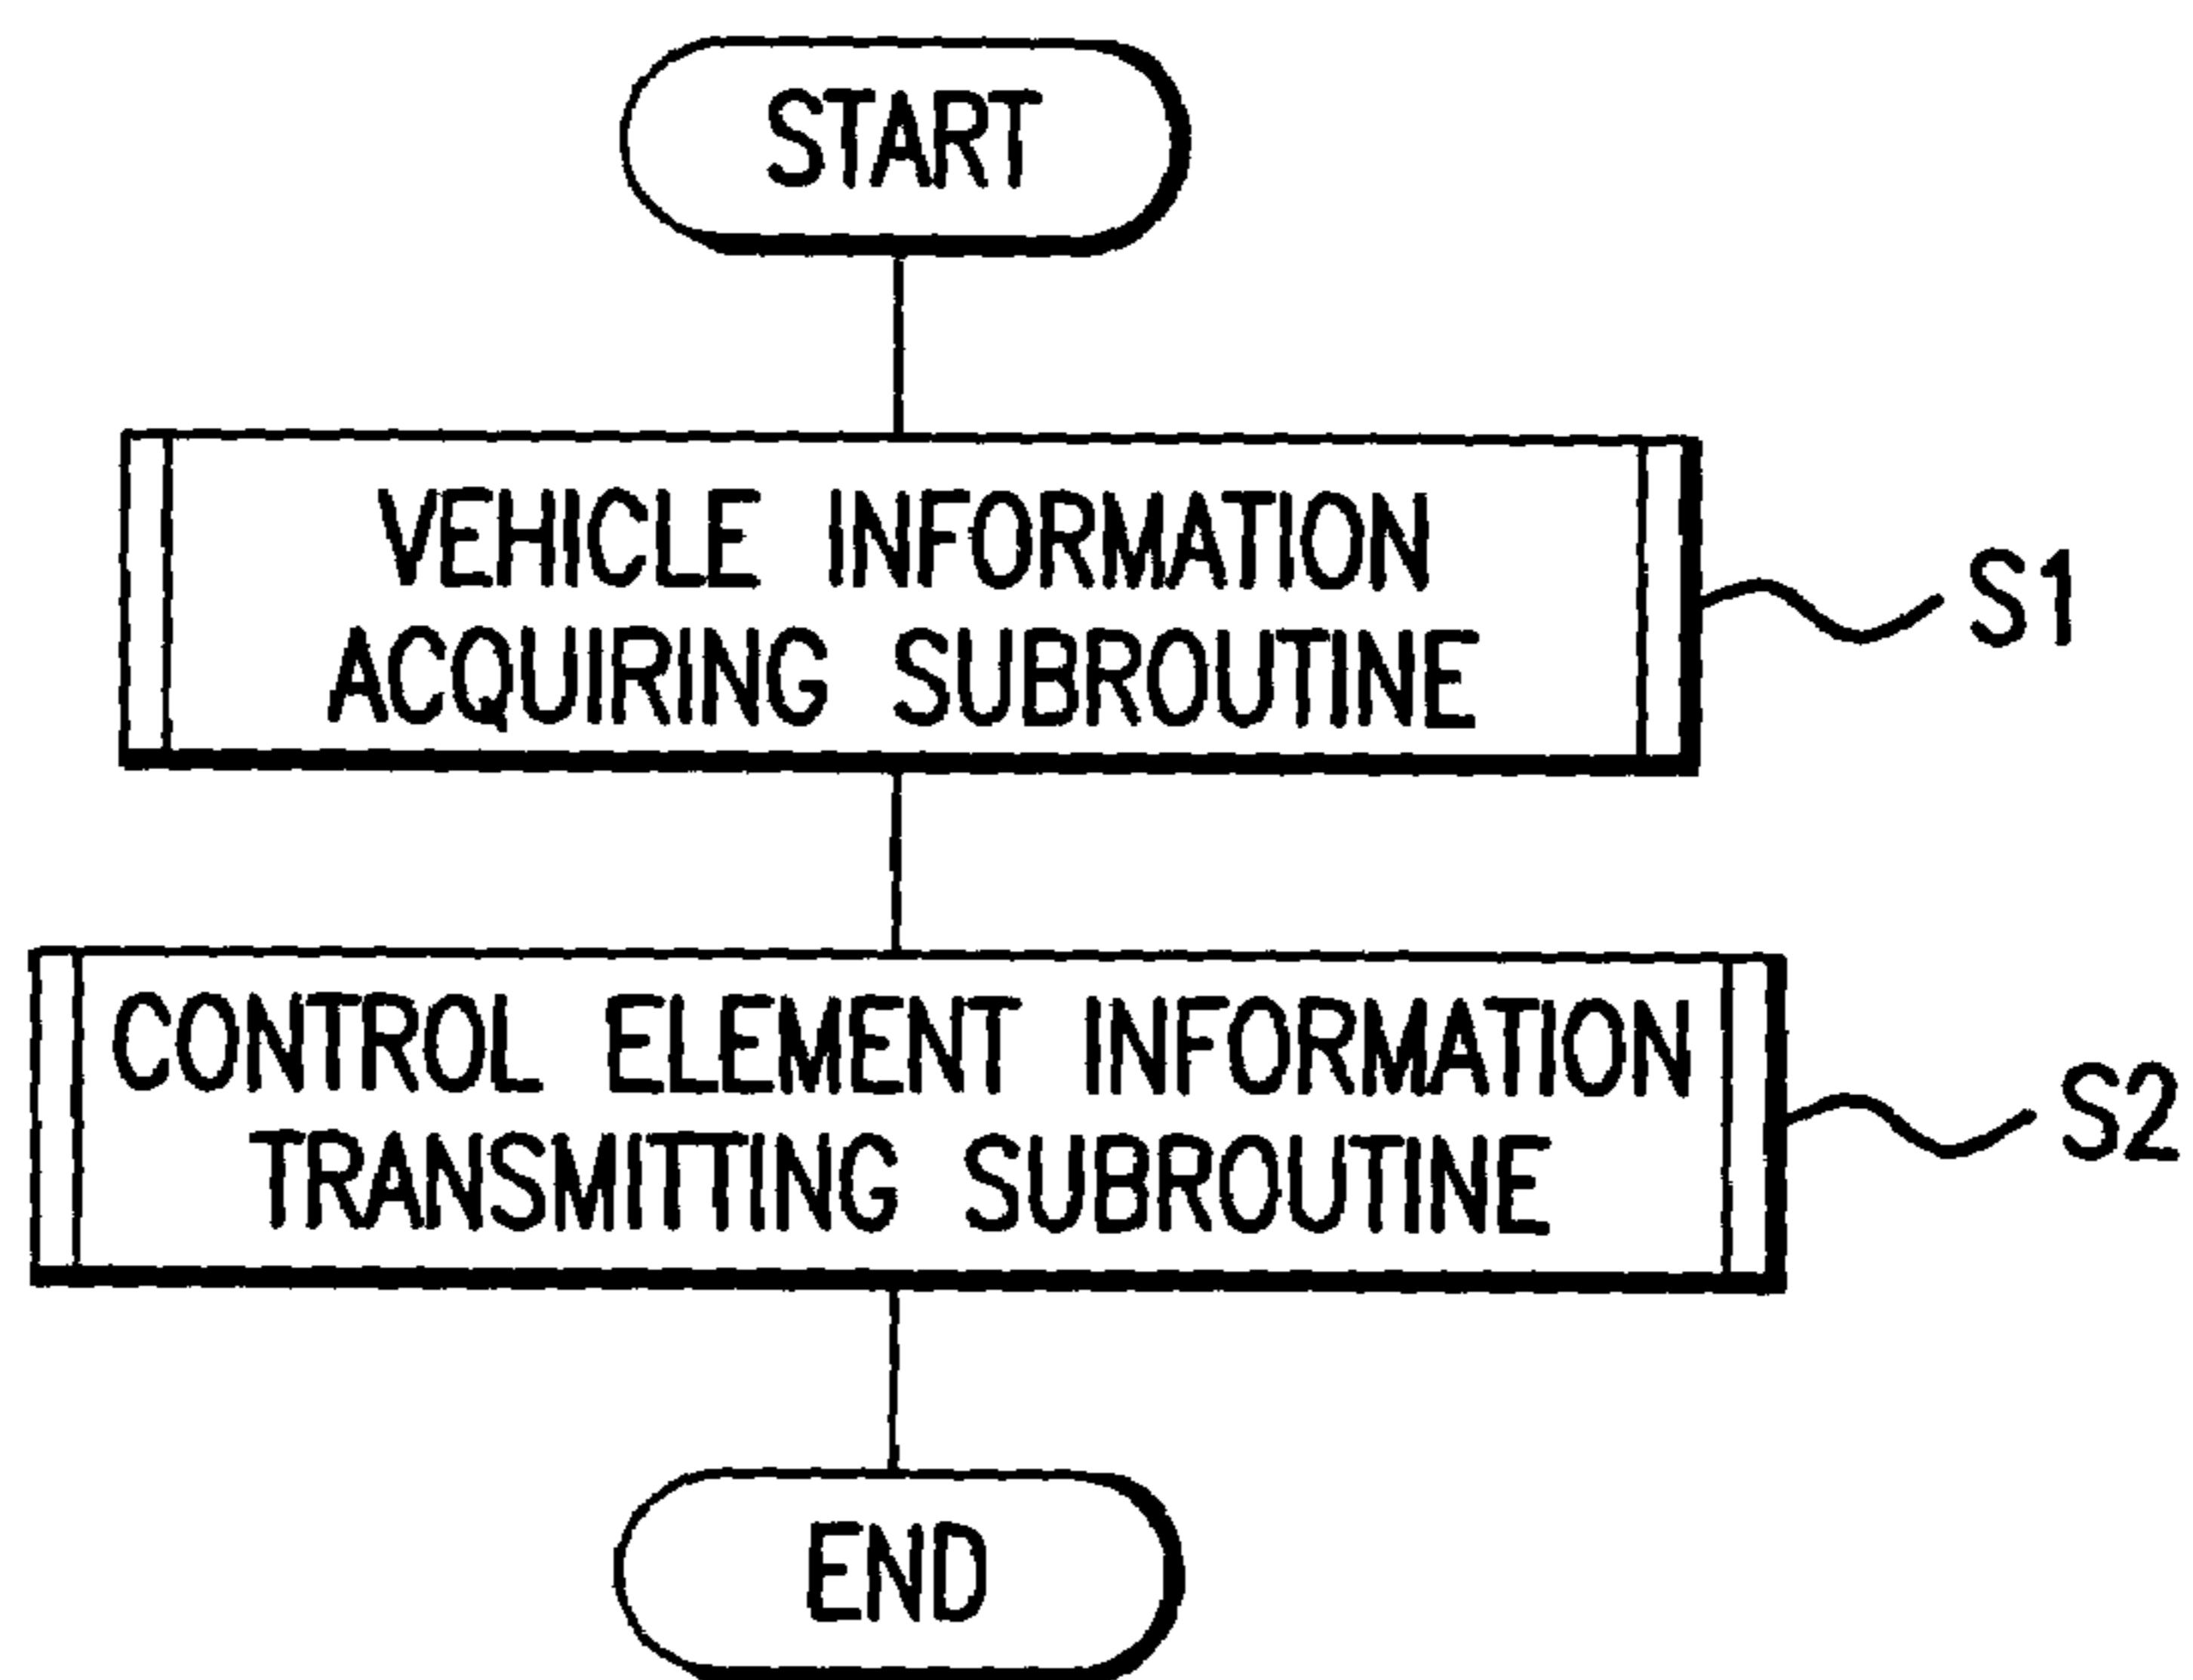 START
VEHICLE INFORMATION
ACQUIRING SUBROUTINE
S1
CONTROL ELEMENT INFORMATION
TRANSMITTING SUBROUTINE
S2
END